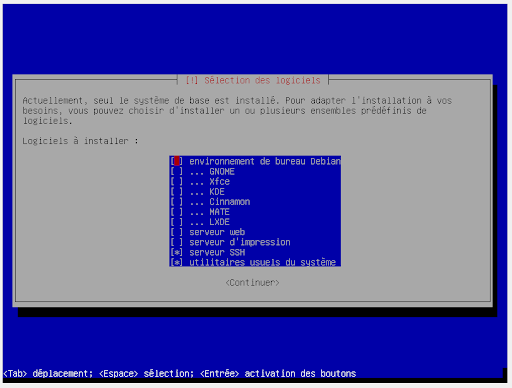 [!] Sélection des logiciels
Actuellement, seul le système de base est installé. Pour adapter l'installation à vos
besoins, vous pouvez choisir d'installer un ou plusieurs ensembles prédéfinis de
logiciels.
Logiciels à installer :
[ ] environnement de bureau Debian
[ ] ... GNOME
[ ] ... Xfce
[ ] ... KDE
[ ] ... Cinnamon
[ ] ... MATE
[ ] ... LXDE
[ ] serveur web
[ ] serveur d'impression
[*] serveur SSH
[*] utilitaires usuels du système
<Continuer>
<Tab> déplacement; <Espace> sélection; <Entrée> activation des boutons